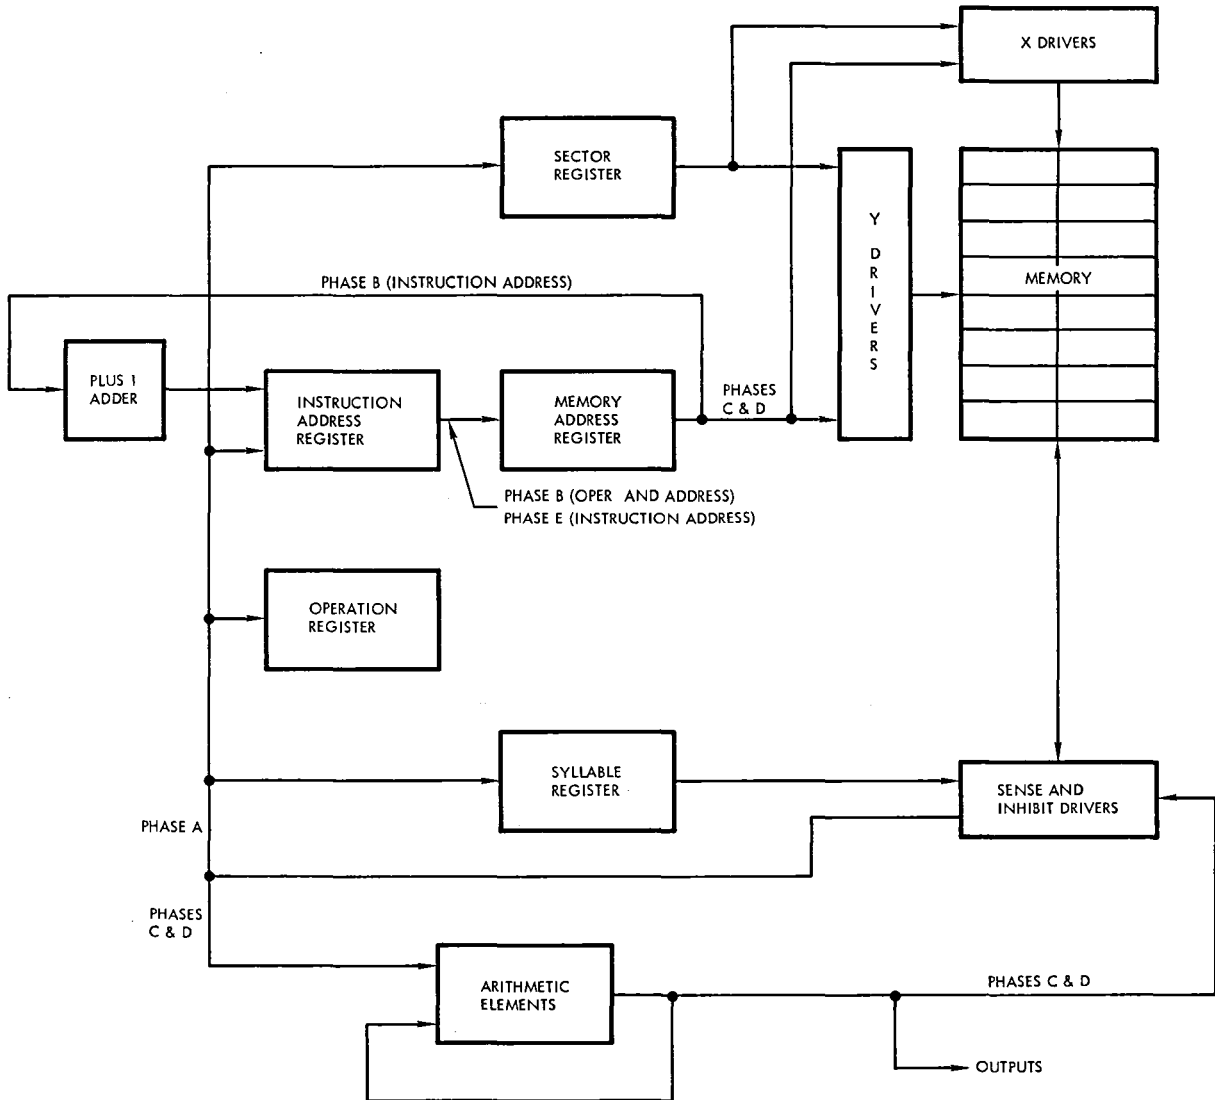 X DRIVERS
SECTOR
REGISTER
Y DRIVERS
MEMORY
PHASE B (INSTRUCTION ADDRESS)
PLUS 1
ADDER
INSTRUCTION
ADDRESS
REGISTER
MEMORY
ADDRESS
REGISTER
PHASES
C & D
PHASE B (OPER AND ADDRESS)
PHASE E (INSTRUCTION ADDRESS)
OPERATION
REGISTER
SYLLABLE
REGISTER
SENSE AND
INHIBIT DRIVERS
PHASE A
PHASES
C & D
ARITHMETIC
ELEMENTS
PHASES C & D
OUTPUTS